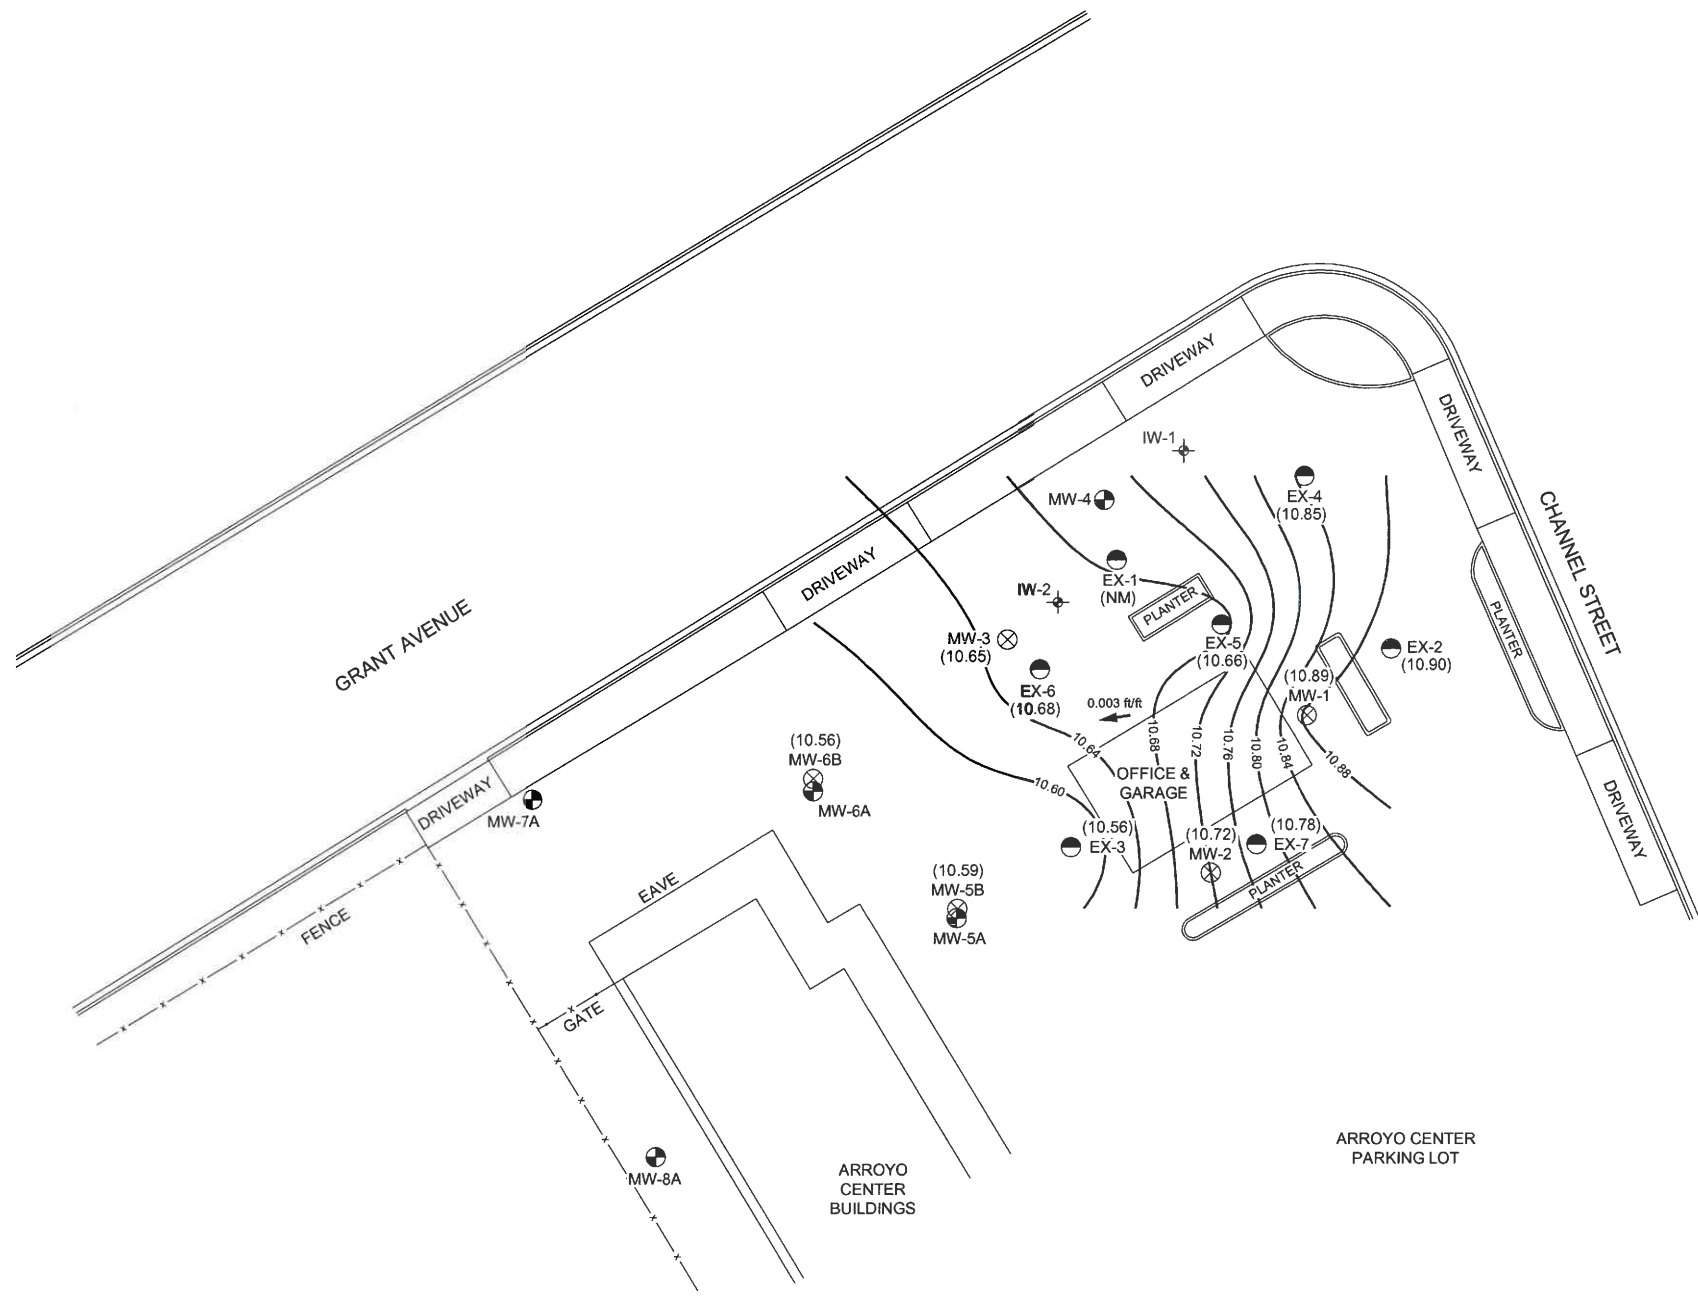 DRIVEWAY
DRIVEWAY
IW-1
EX-4
(10.85)
MW-4
CHANNEL STREET
DRIVEWAY
EX-1
(NM)
IW-2
PLANTER
GRANT AVENUE
PLANTER
MW-3
(10.65)
EX-5
(10.66)
EX-2
(10.90)
EX-6
(10.68)
(10.89)
MW-1
0.003 ft/ft
10.64
10.68
10.72
10.76
10.80
10.84
10.88
(10.56)
MW-6B
MW-6A
10.60
OFFICE &
GARAGE
DRIVEWAY
MW-7A
DRIVEWAY
(10.56)
EX-3
(10.72)
MW-2
(10.78)
EX-7
PLANTER
(10.59)
MW-5B
MW-5A
EAVE
FENCE
GATE
MW-8A
ARROYO
CENTER
BUILDINGS
ARROYO CENTER
PARKING LOT